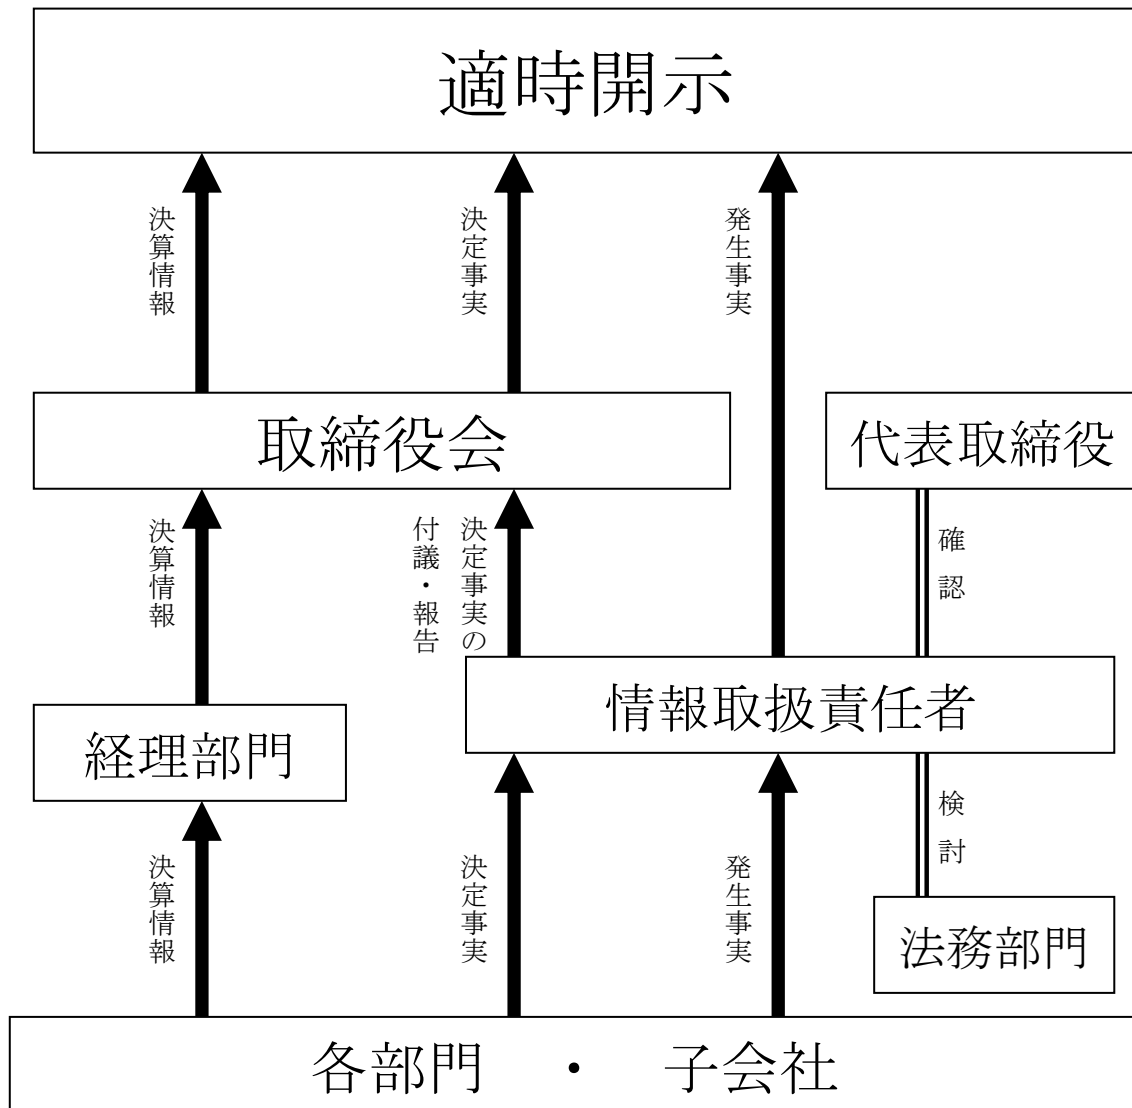 適時開示
決算情報
決定事実
発生事実
取締役会
代表取締役
決算情報
決定事実の
付議・報告
確認
情報取扱責任者
経理部門
決算情報
決定事実
発生事実
検討
法務部門
各部門 ・ 子会社